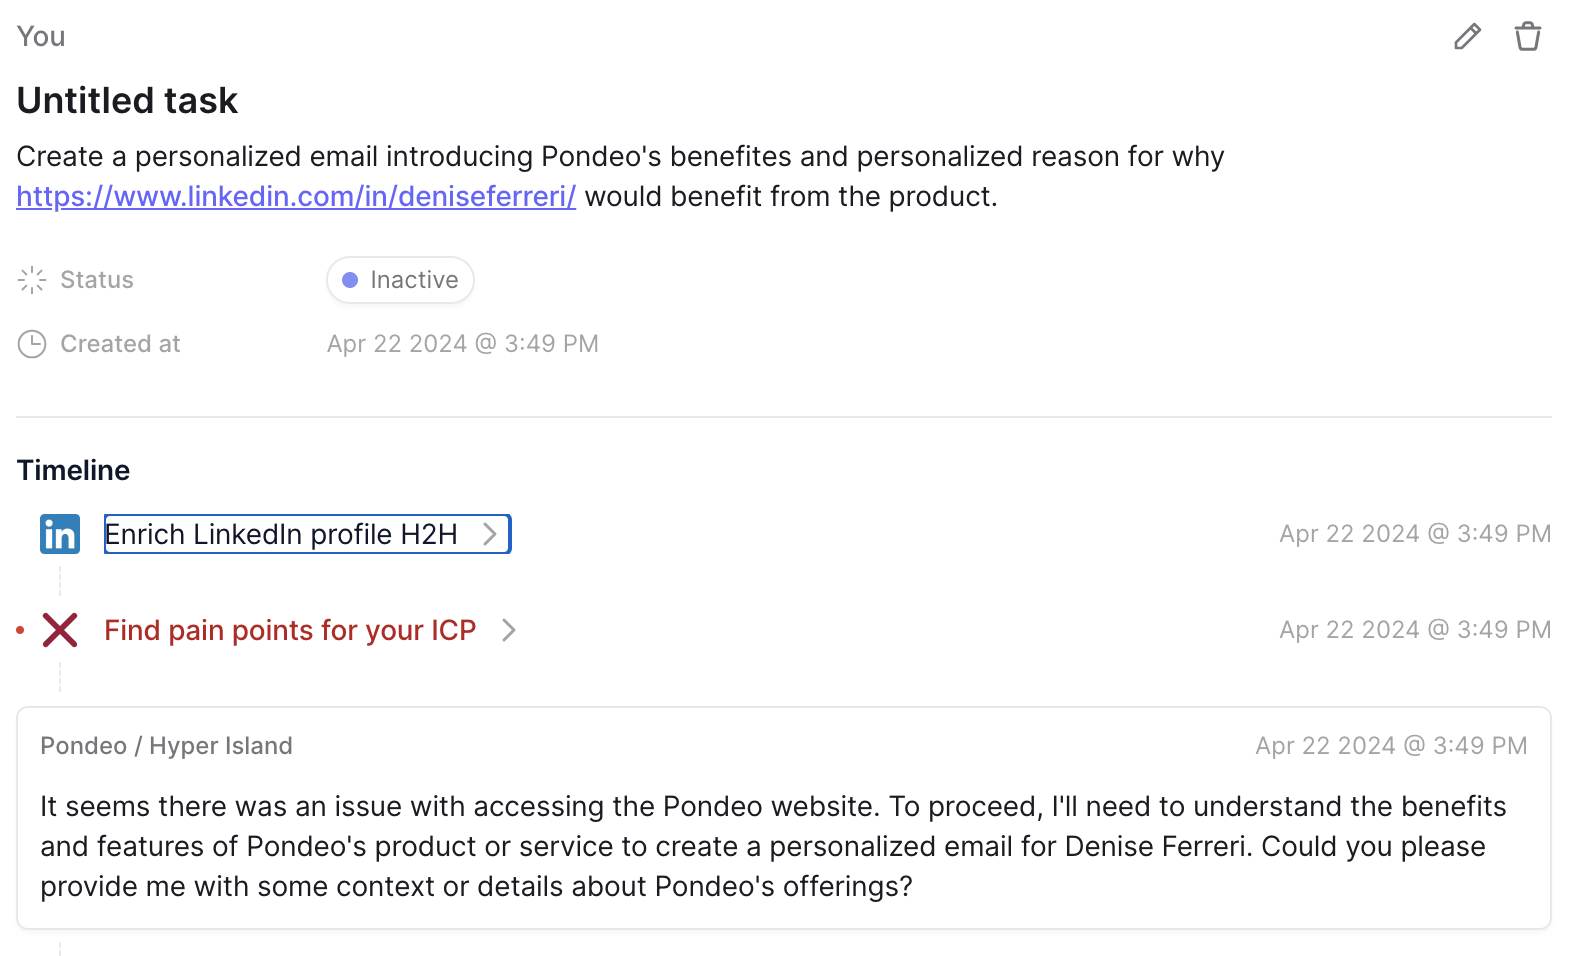 You
Untitled task
Create a personalized email introducing Pondeo's benefites and personalized reason for why
https://www.linkedin.com/in/deniseferreri/ would benefit from the product.
Status
Inactive
Created at
Apr 22 2024 @ 3:49 PM
Timeline
in
Enrich LinkedIn profile H2H
Apr 22 2024 @ 3:49 PM
Find pain points for your ICP
Apr 22 2024 @ 3:49 PM
Pondeo / Hyper Island
Apr 22 2024 @ 3:49 PM
It seems there was an issue with accessing the Pondeo website. To proceed, I'll need to understand the benefits
and features of Pondeo's product or service to create a personalized email for Denise Ferreri. Could you please
provide me with some context or details about Pondeo's offerings?